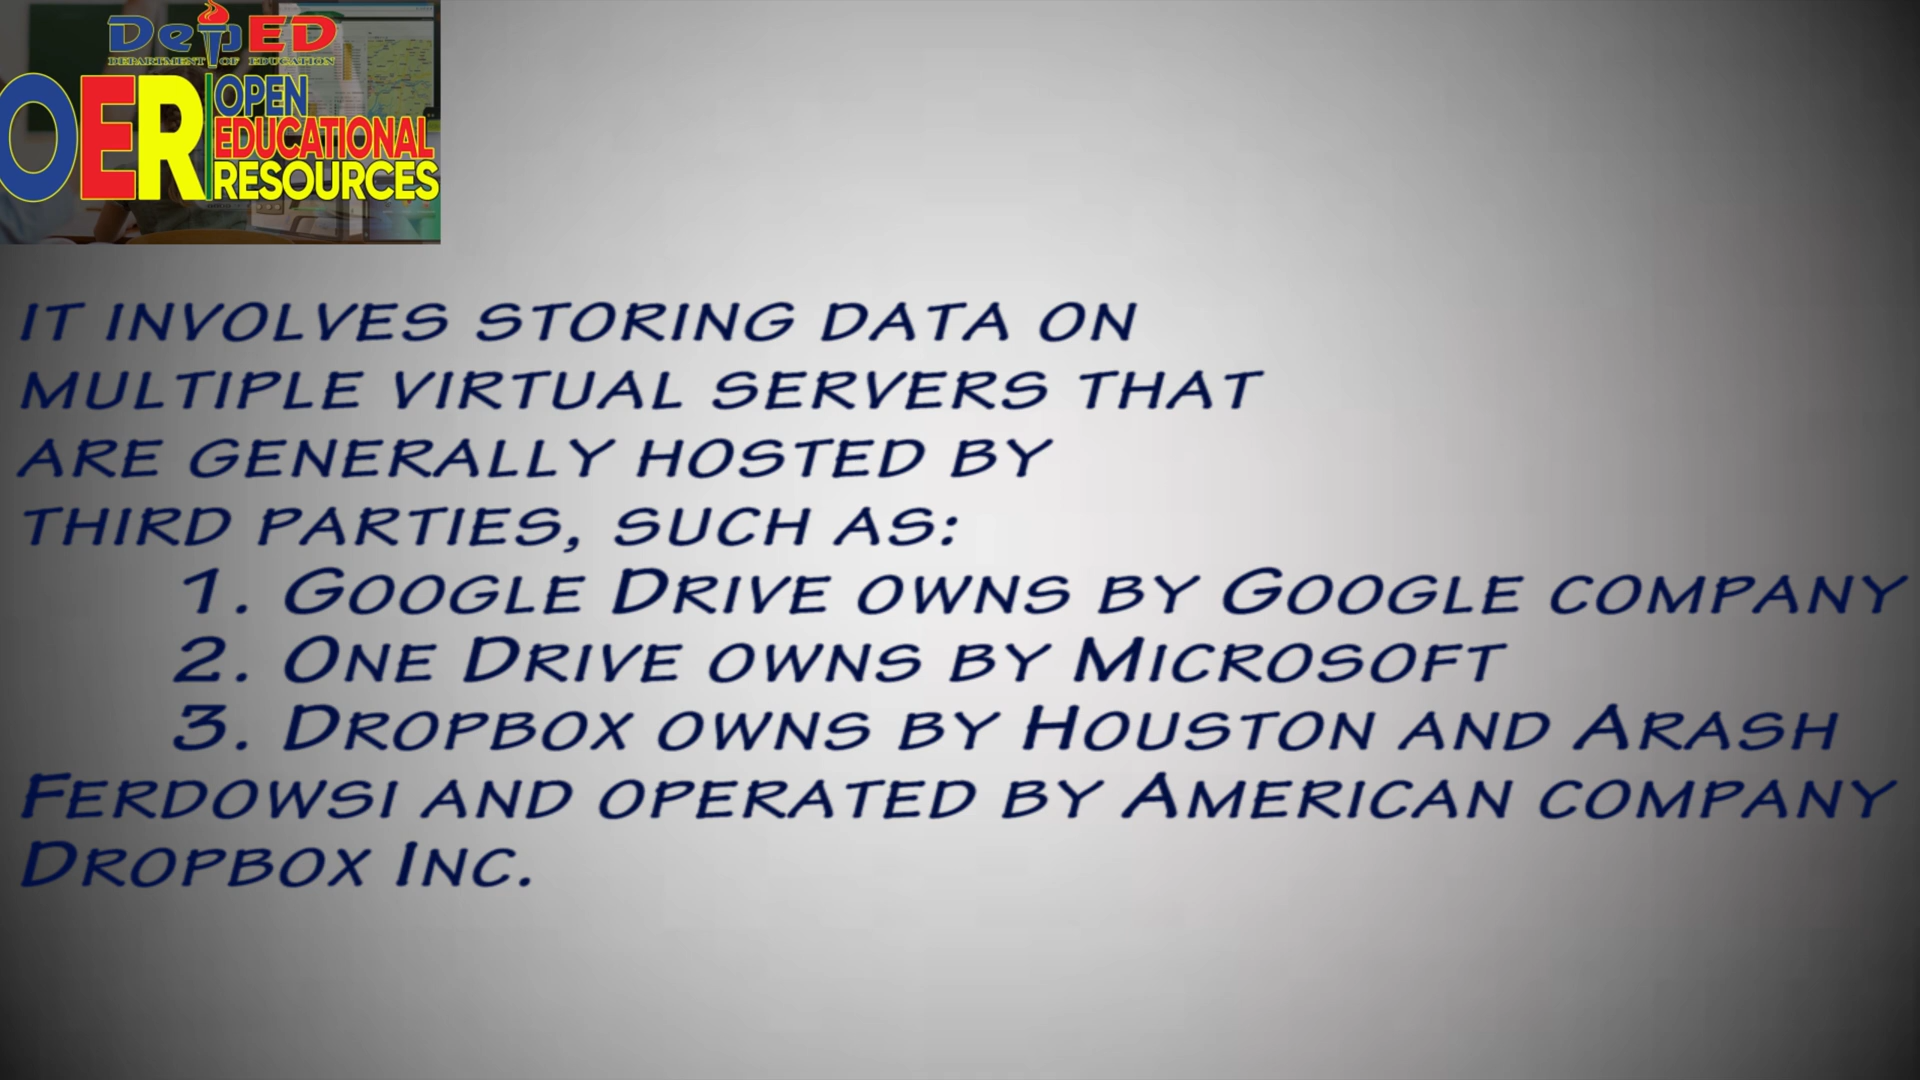 DepED
DEPARTMENT OF EDUCATION
OER OPEN
EDUCATIONAL
RESOURCES
IT INVOLVES STORING DATA ON
MULTIPLE VIRTUAL SERVERS THAT
ARE GENERALLY HOSTED BY
THIRD PARTIES, SUCH AS:
1. GOOGLE DRIVE OWNS BY GOOGLE COMPANY
2. ONE DRIVE OWNS BY MICROSOFT
3. DROPBOX OWNS BY HOUSTON AND ARASH
FERDOWSI AND OPERATED BY AMERICAN COMPANY
DROPBOX INC.